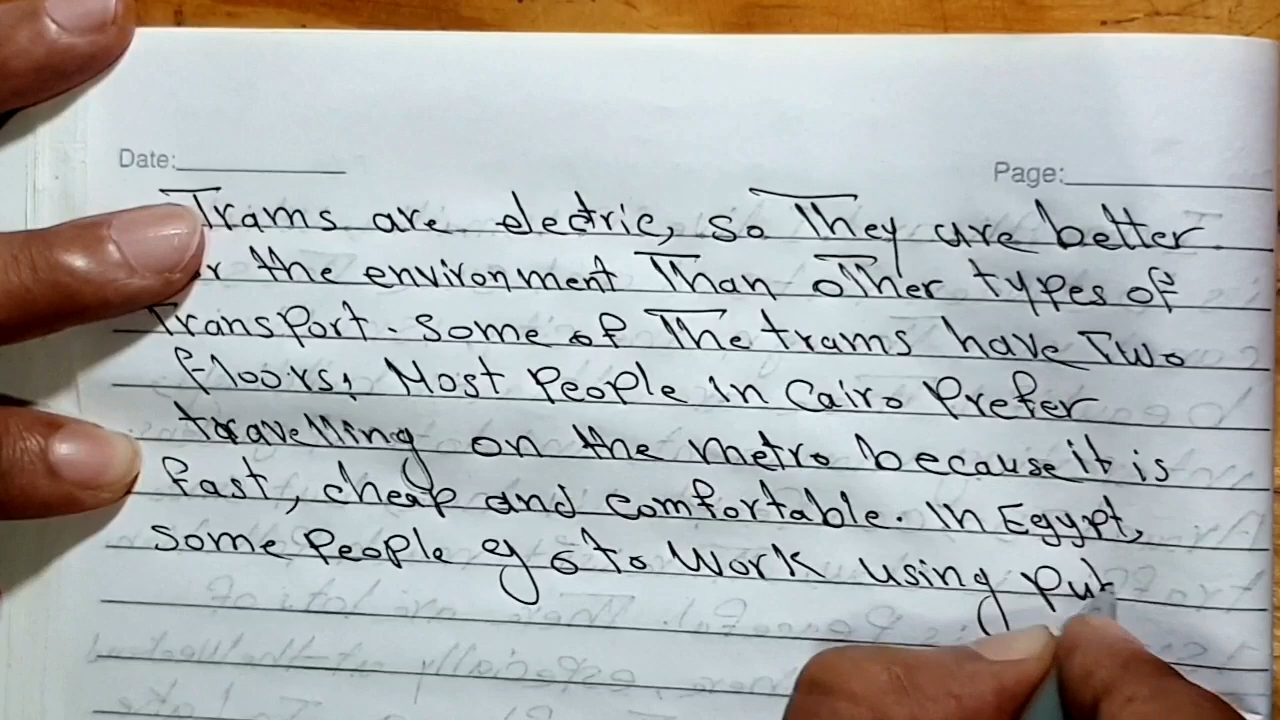 Date:
Page:
Trams are electric, so They are better
the environment Than oTher types of
Transport. some of The trams have Two
floors, Most People in Cairo Prefer
travelling on the metro because it is
fast, cheap and comfortable. In Egypt,
some People go to work using